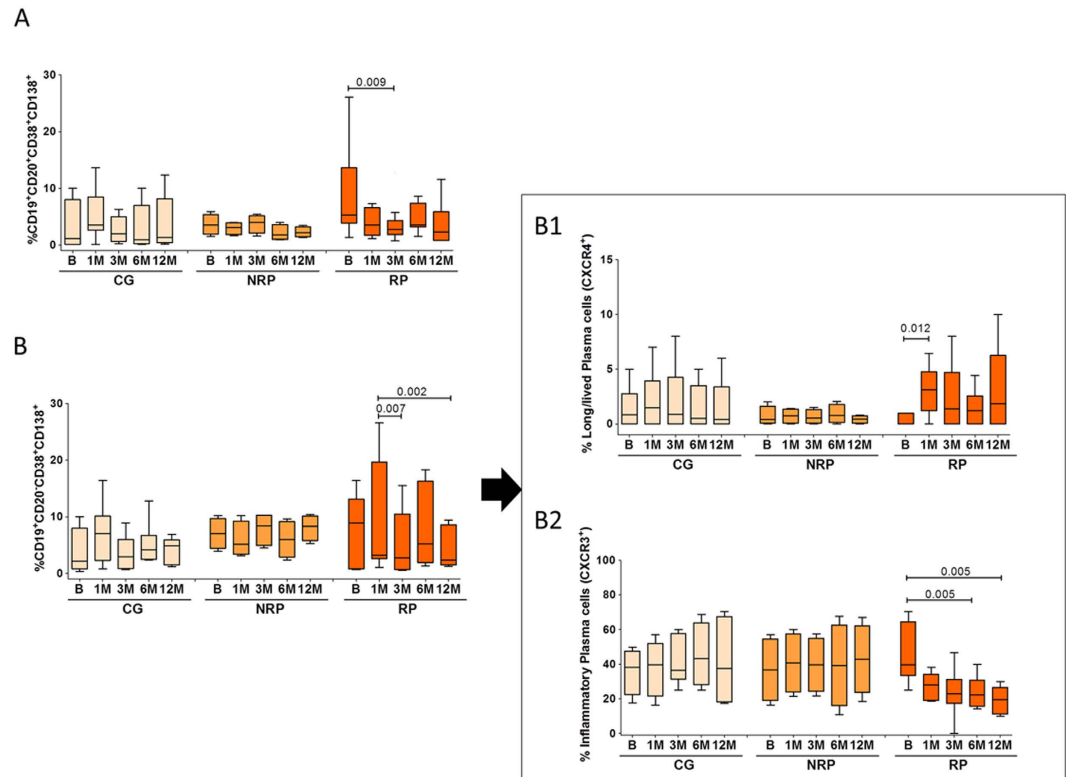 A
%CD19⁺CD20⁺CD38⁺CD138⁺
30
20
10
0
0.009
B 1M 3M 6M 12M B 1M 3M 6M 12M B 1M 3M 6M 12M
CG NRP RP
B
%CD19⁺CD20⁻CD38⁺CD138⁺
30
20
10
0
0.002
0.007
B 1M 3M 6M 12M B 1M 3M 6M 12M B 1M 3M 6M 12M
CG NRP RP
B1
% Long/lived Plasma cells (CXCR4⁺)
15
10
5
0
0.012
B 1M 3M 6M 12M B 1M 3M 6M 12M B 1M 3M 6M 12M
CG NRP RP
B2
% Inflammatory Plasma cells (CXCR3⁺)
100
80
60
40
20
0
0.005
0.005
B 1M 3M 6M 12M B 1M 3M 6M 12M B 1M 3M 6M 12M
CG NRP RP